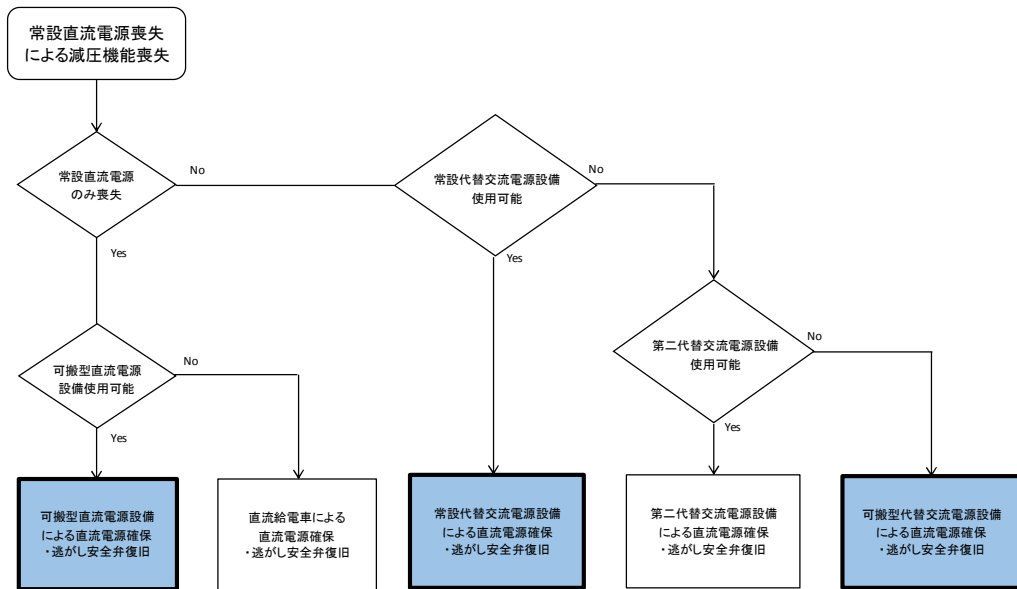 常設直流電源喪失
による減圧機能喪失
常設直流電源
のみ喪失
No
Yes
常設代替交流電源設備
使用可能
No
Yes
第二代替交流電源設備
使用可能
No
Yes
可搬型直流電源
設備使用可能
No
Yes
可搬型直流電源設備
による直流電源確保
・逃がし安全弁復旧
直流給電車による
直流電源確保
・逃がし安全弁復旧
常設代替交流電源設備
による直流電源確保
・逃がし安全弁復旧
第二代替交流電源設備
による直流電源確保
・逃がし安全弁復旧
可搬型代替交流電源設備
による直流電源確保
・逃がし安全弁復旧